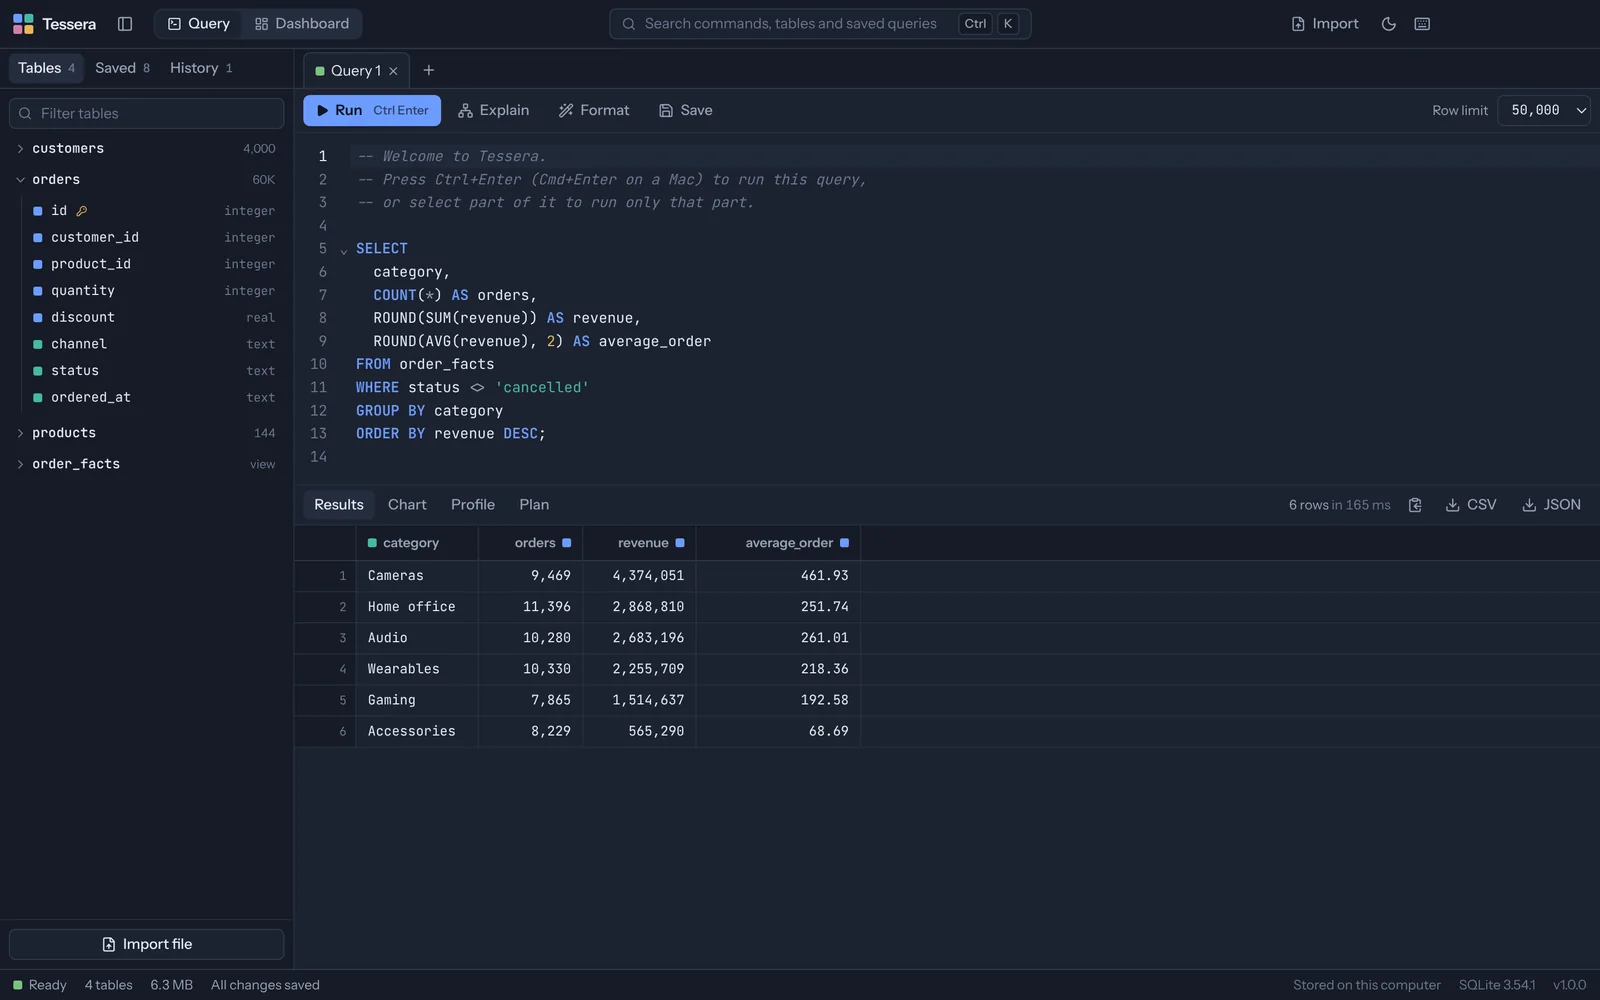 Tessera Query Dashboard Search commands, tables and saved queries Ctrl K Import
Tables 4 Saved 8 History 1
Query 1
Filter tables
Run Ctrl Enter Explain Format Save Row limit 50,000
customers 4,000
orders 60K
id integer
customer_id integer
product_id integer
quantity integer
discount real
channel text
status text
ordered_at text
products 144
order_facts view
Import file
1 -- Welcome to Tessera.
2 -- Press Ctrl+Enter (Cmd+Enter on a Mac) to run this query,
3 -- or select part of it to run only that part.
4
5 SELECT
6 category,
7 COUNT(*) AS orders,
8 ROUND(SUM(revenue)) AS revenue,
9 ROUND(AVG(revenue), 2) AS average_order
10 FROM order_facts
11 WHERE status <> 'cancelled'
12 GROUP BY category
13 ORDER BY revenue DESC;
14
Results Chart Profile Plan 6 rows in 165 ms CSV JSON
category orders revenue average_order
1 Cameras 9,469 4,374,051 461.93
2 Home office 11,396 2,868,810 251.74
3 Audio 10,280 2,683,196 261.01
4 Wearables 10,330 2,255,709 218.36
5 Gaming 7,865 1,514,637 192.58
6 Accessories 8,229 565,290 68.69
Ready 4 tables 6.3 MB All changes saved Stored on this computer SQLite 3.54.1 v1.0.0